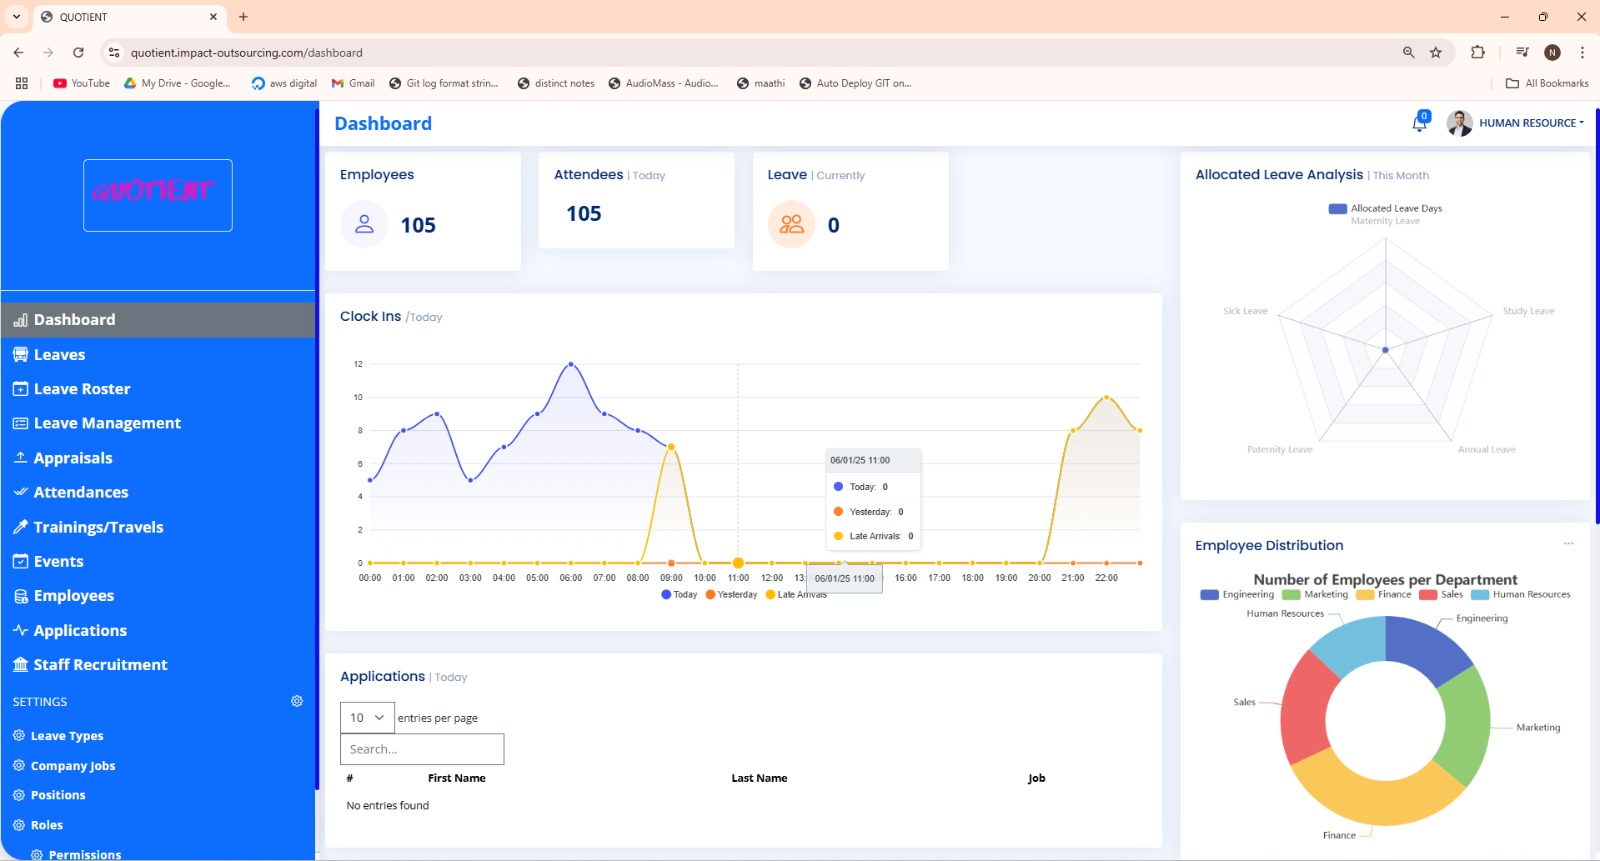 QUOTIENT
quotient.impact-outsourcing.com/dashboard
N
YouTube
My Drive - Google...
aws digital
Gmail
Git log format strin...
distinct notes
AudioMass - Audio...
maathi
Auto Deploy GIT on...
All Bookmarks
QUOTIENT
Dashboard
Leaves
Leave Roster
Leave Management
Appraisals
Attendances
Trainings/Travels
Events
Employees
Applications
Staff Recruitment
SETTINGS
Leave Types
Company Jobs
Positions
Roles
Permissions
Dashboard
0
HUMAN RESOURCE
Employees
105
Attendees | Today
105
Leave | Currently
0
Clock Ins /Today
12
10
8
6
4
2
0
00:00 01:00 02:00 03:00 04:00 05:00 06:00 07:00 08:00 09:00 10:00 11:00 12:00 13: 16:00 17:00 18:00 19:00 20:00 21:00 22:00
06/01/25 11:00
Today: 0
Yesterday: 0
Late Arrivals: 0
06/01/25 11:00
Today Yesterday Late Arrivals
Applications | Today
10 entries per page
Search...
# First Name Last Name Job
No entries found
Allocated Leave Analysis | This Month
Allocated Leave Days
Maternity Leave
Sick Leave
Study Leave
Paternity Leave
Annual Leave
Employee Distribution
Number of Employees per Department
Engineering Marketing Finance Sales Human Resources
Human Resources
Engineering
Sales
Marketing
Finance